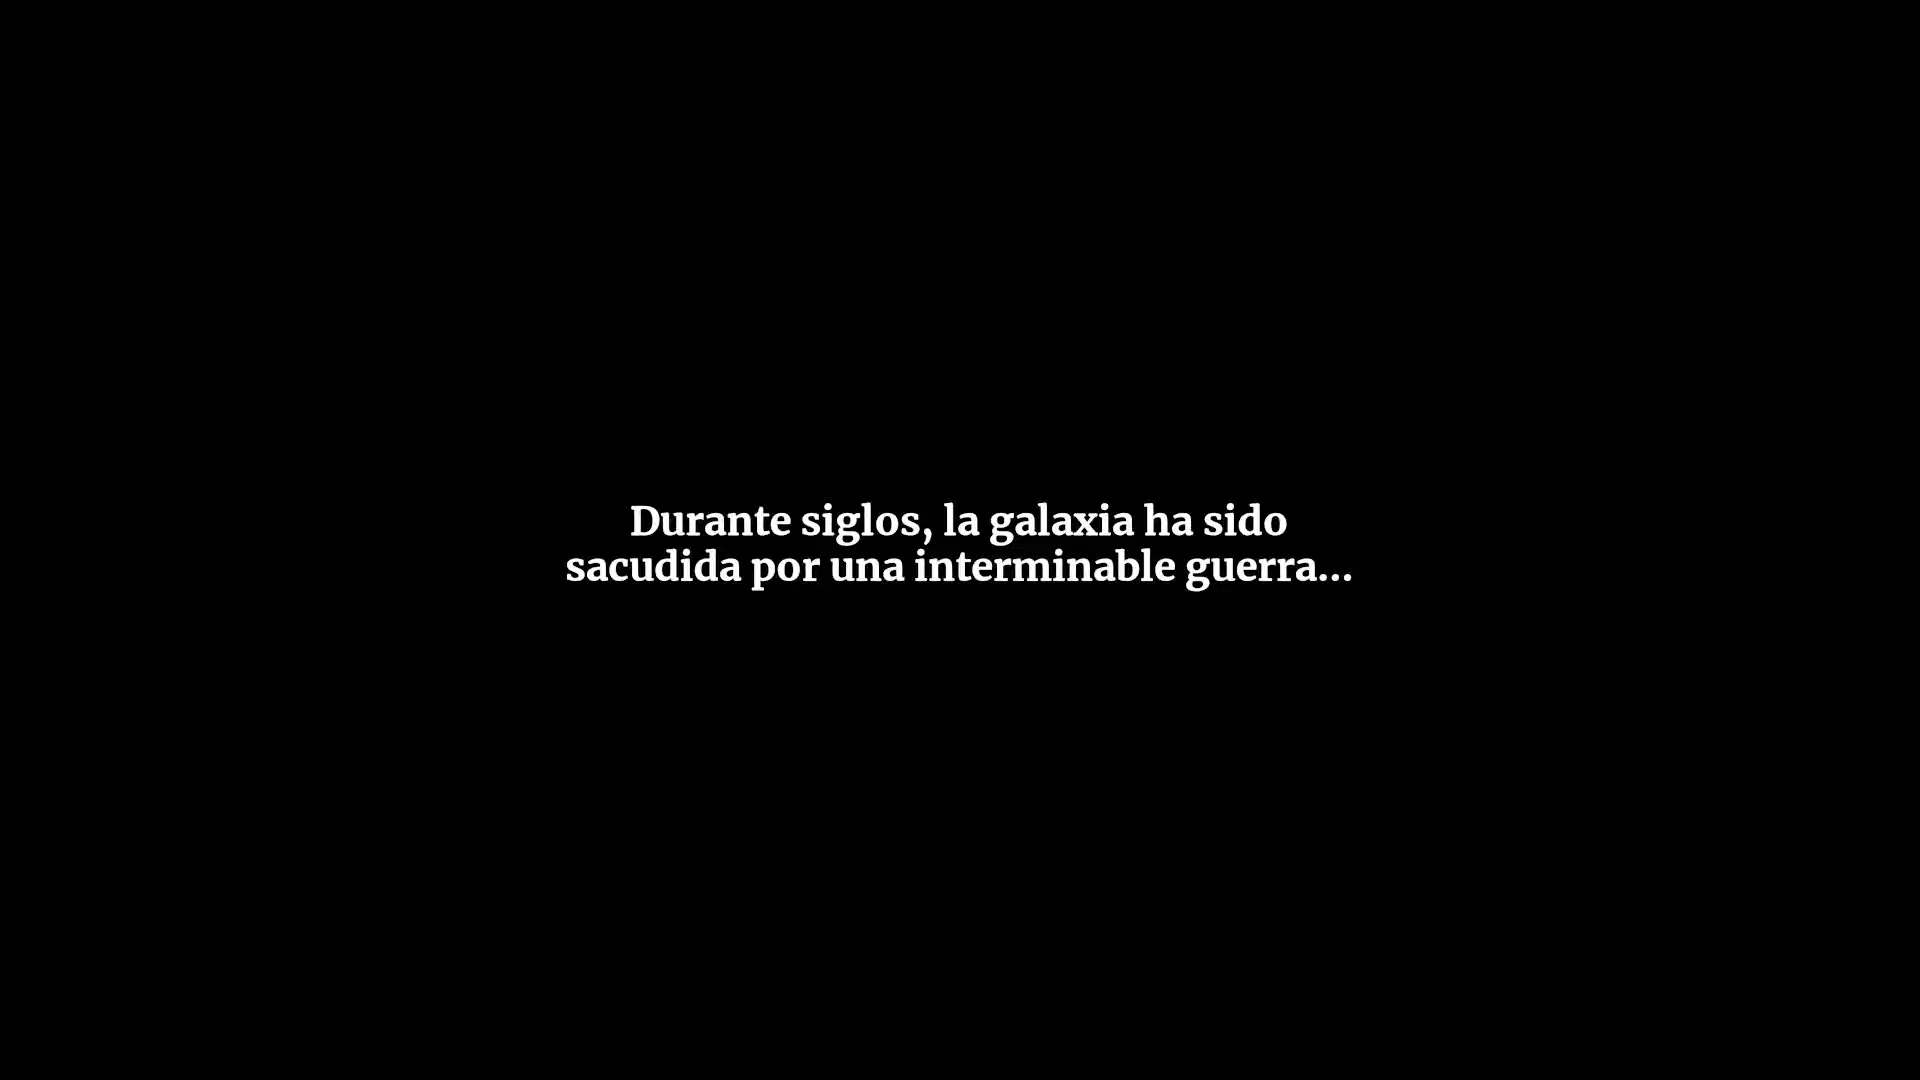 Durante siglos, la galaxia ha sido
sacudida por una interminable guerra...